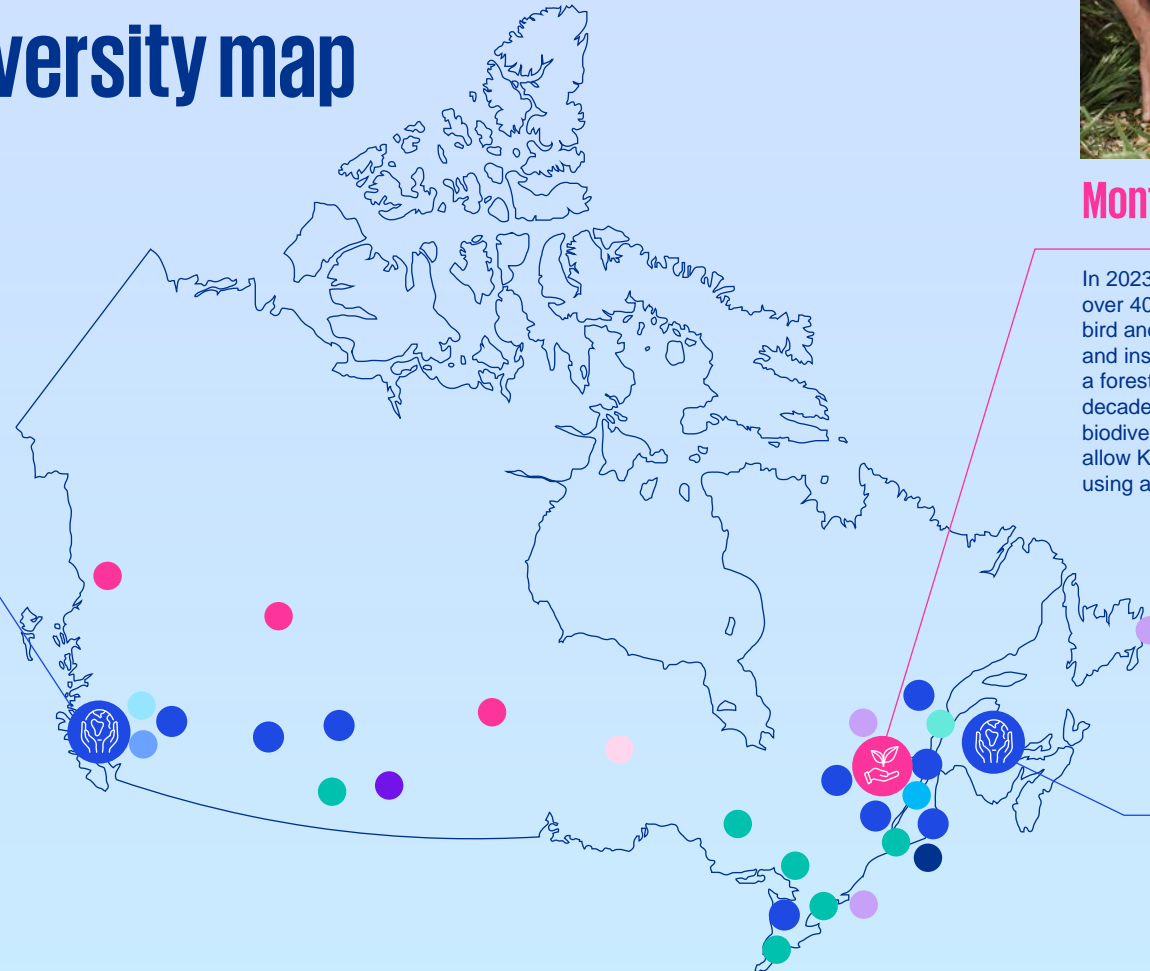 versity map
Mont
In 2023
over 40
bird and
and ins
a forest
decade
biodive
allow K
using a